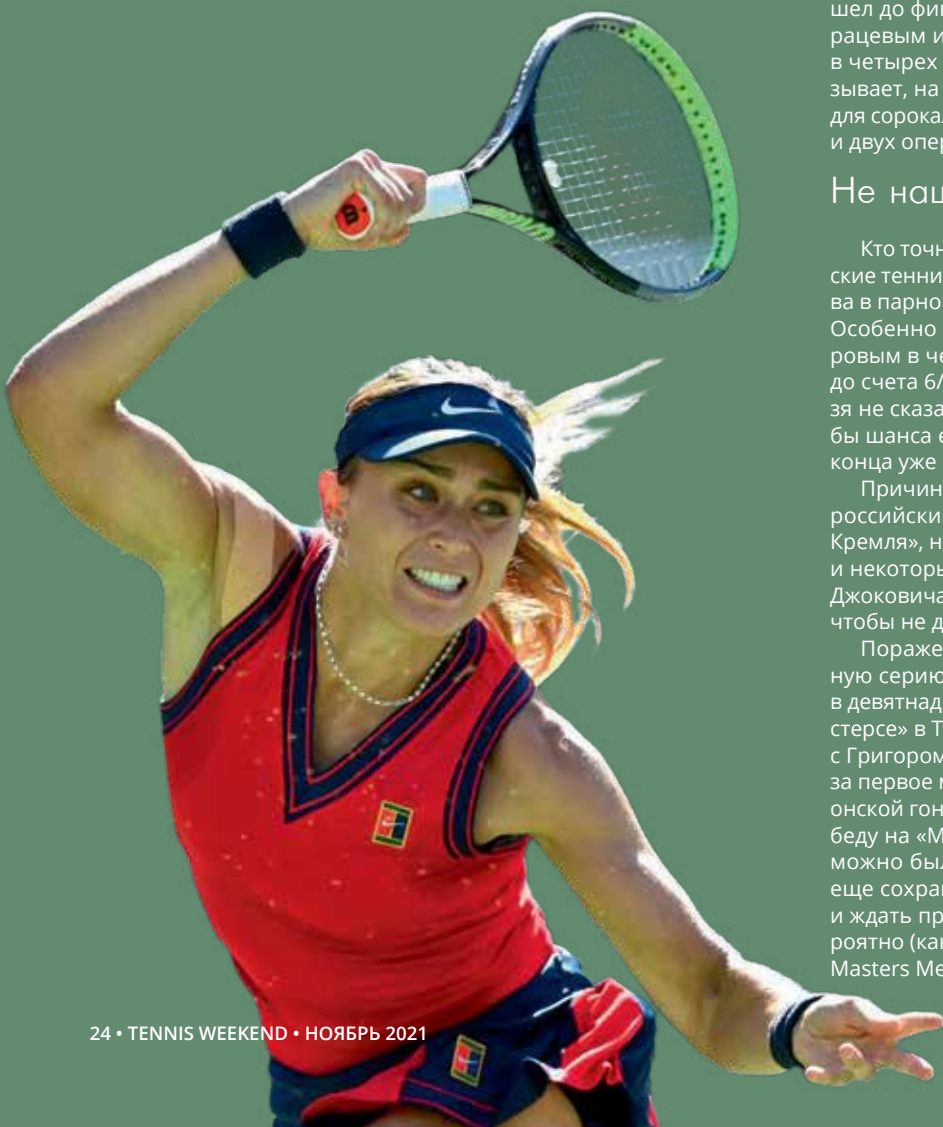 шел до фин
рацевым и
в четырех
зывает, на
для сорокал
и двух опер
Не наш
Кто точн
ские тенни
ва в парно
Особенно
ровым в че
до счета 6/
зя не сказа
бы шанса е
конца уже
Причин
российски
Кремля», н
и некоторы
Джоковича
чтобы не д
Пораже
ную серию
в девятнад
стерсе» в Т
с Григором
за первое м
онской гон
беду на «М
можно был
еще сохран
и ждать пр
роятно (как
Masters Me
24 • TENNIS WEEKEND • НОЯБРЬ 2021